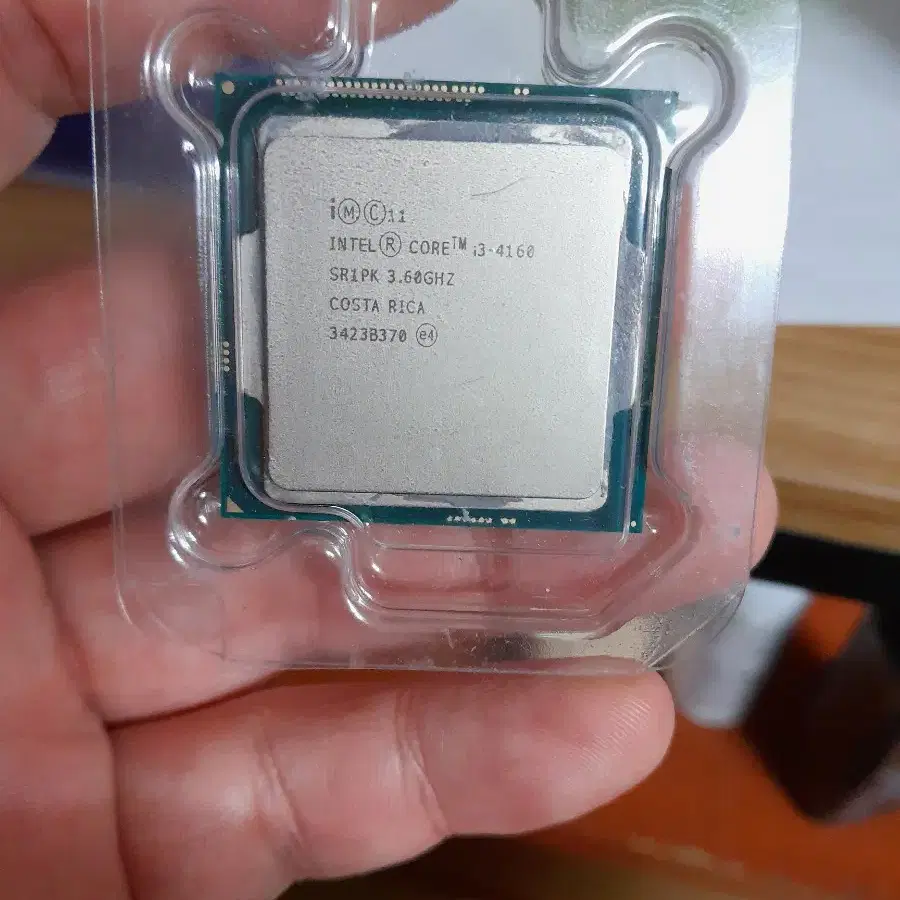 i Ⓜ Ⓒ 11
INTEL® CORE™ i3-4160
SR1PK 3.60GHZ
COSTA RICA
3423B370 e4